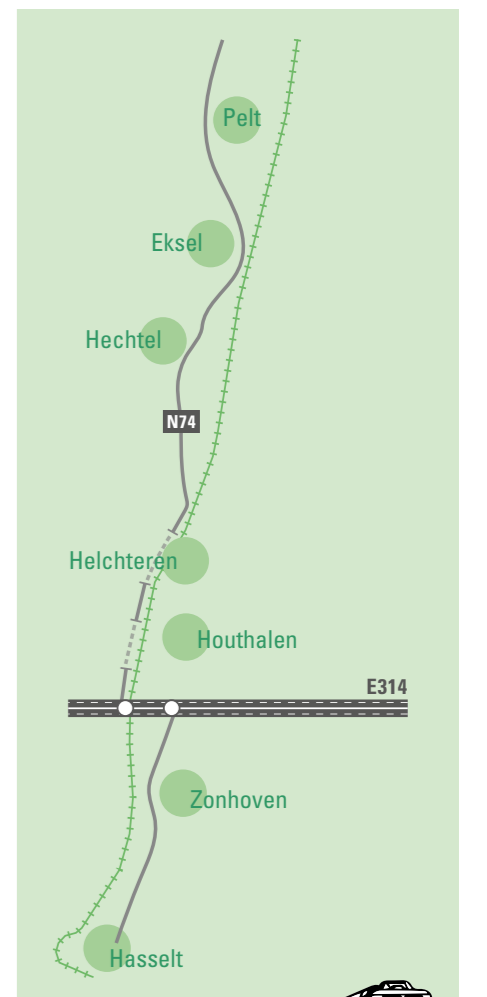 Pelt
Eksel
Hechtel
N74
Helchteren
Houthalen
E314
Zonhoven
Hasselt